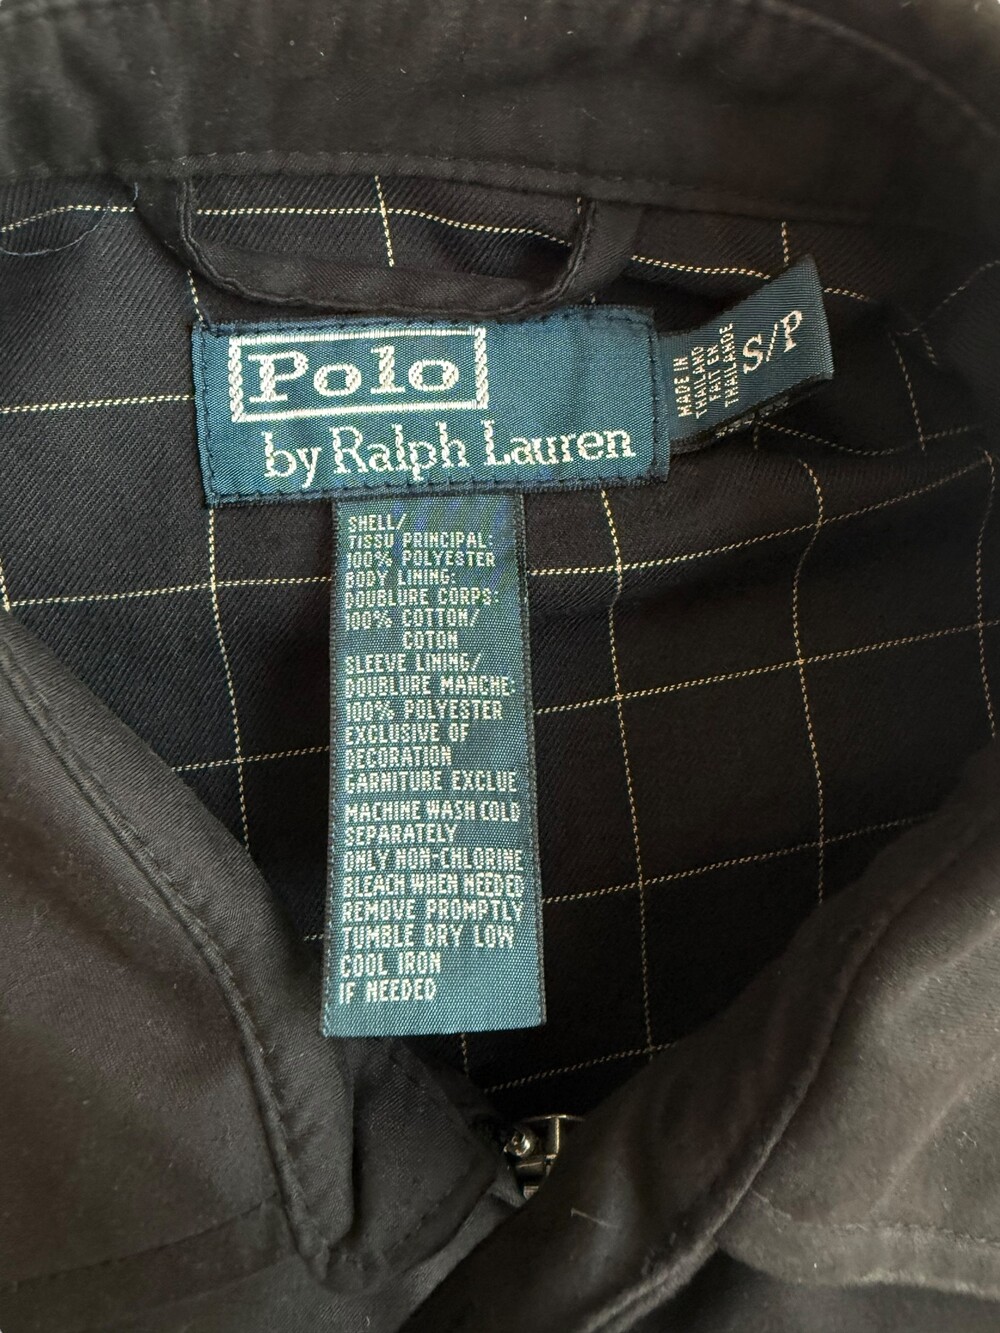 Polo
by Ralph Lauren
MADE IN
THAILAND
FAIT EN
THAILANDE
S/P
SHELL/
TISSU PRINCIPAL:
100% POLYESTER
BODY LINING:
DOUBLURE CORPS:
100% COTTON/
COTON
SLEEVE LINING/
DOUBLURE MANCHE:
100% POLYESTER
EXCLUSIVE OF
DECORATION
GARNITURE EXCLUE
MACHINE WASH COLD
SEPARATELY
ONLY NON-CHLORINE
BLEACH WHEN NEEDED
REMOVE PROMPTLY
TUMBLE DRY LOW
COOL IRON
IF NEEDED